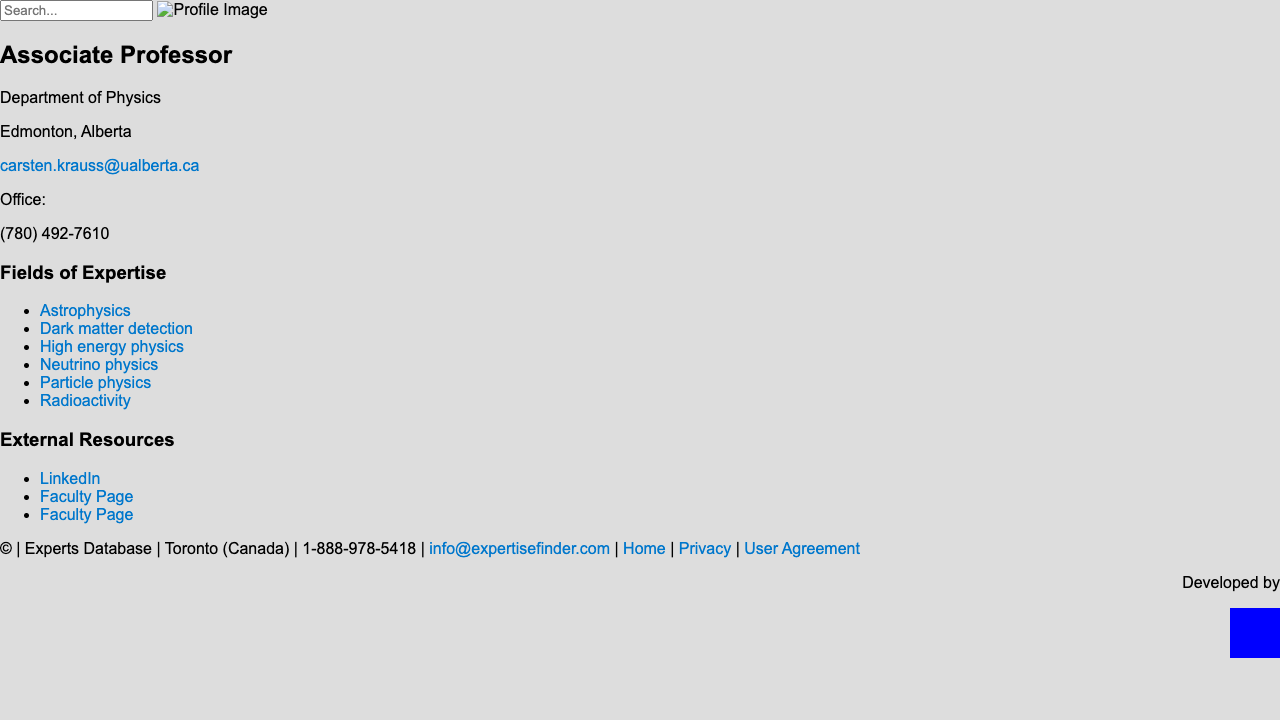 Search... Profile Image
Associate Professor
Department of Physics
Edmonton, Alberta
carsten.krauss@ualberta.ca
Office:
(780) 492-7610
Fields of Expertise
Astrophysics
Dark matter detection
High energy physics
Neutrino physics
Particle physics
Radioactivity
External Resources
LinkedIn
Faculty Page
Faculty Page
© | Experts Database | Toronto (Canada) | 1-888-978-5418 | info@expertisefinder.com | Home | Privacy | User Agreement
Developed by